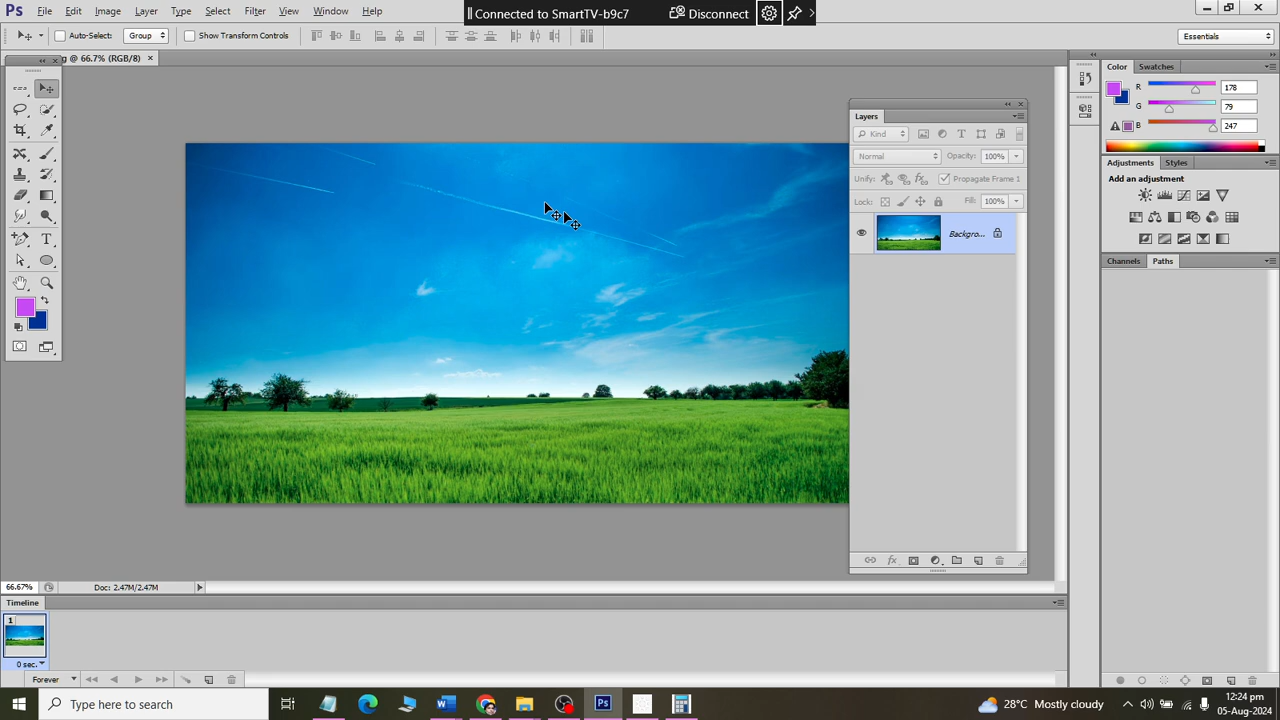 Ps File Edit Image Layer Type Select Filter View Window Help
Connected to SmartTV-b9c7 Disconnect
Auto-Select: Group Show Transform Controls Essentials
g @ 66.7% (RGB/8) ×
Color Swatches
R 178
G 79
B 247
Layers
Kind
Normal Opacity: 100%
Unify: Propagate Frame 1
Lock: Fill: 100%
Backgro...
Adjustments Styles
Add an adjustment
Channels Paths
66.67% Doc: 2.47M/2.47M
Timeline
1
0 sec.
Forever
Type here to search
28°C Mostly cloudy
12:24 pm
05-Aug-2024